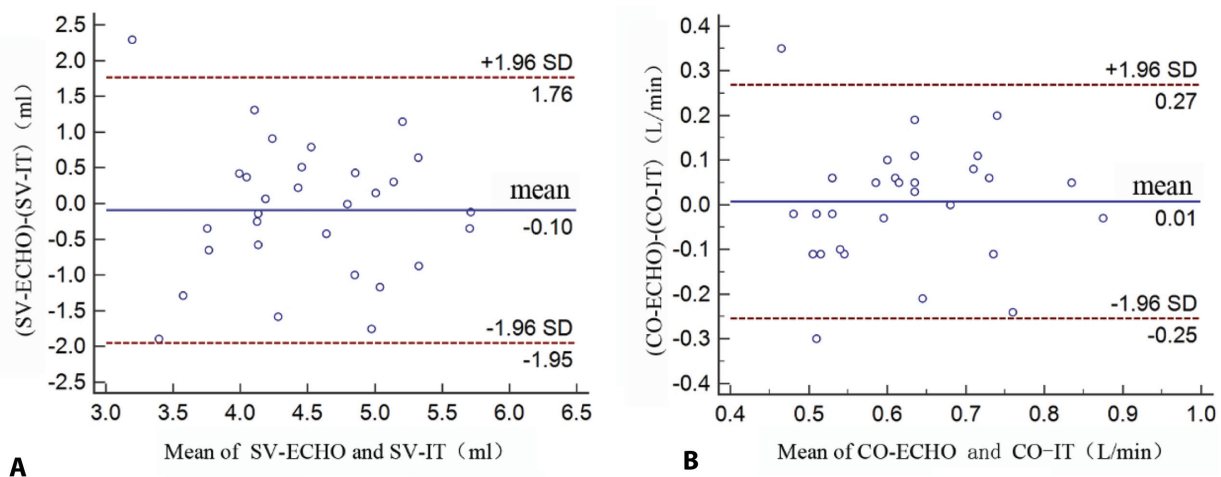 ((SV-ECHO)-(SV-IT)（ml）
2.5
2.0
1.5
1.0
0.5
0.0
-0.5
-1.0
-1.5
-2.0
-2.5
+1.96 SD
1.76
mean
-0.10
-1.96 SD
-1.95
3.0 3.5 4.0 4.5 5.0 5.5 6.0 6.5
Mean of SV-ECHO and SV-IT（ml）
A
(CO-ECHO)-(CO-IT)（L/min）
0.4
0.3
0.2
0.1
0.0
-0.1
-0.2
-0.3
-0.4
+1.96 SD
0.27
mean
0.01
-1.96 SD
-0.25
0.4 0.5 0.6 0.7 0.8 0.9 1.0
Mean of CO-ECHO and CO-IT（L/min）
B